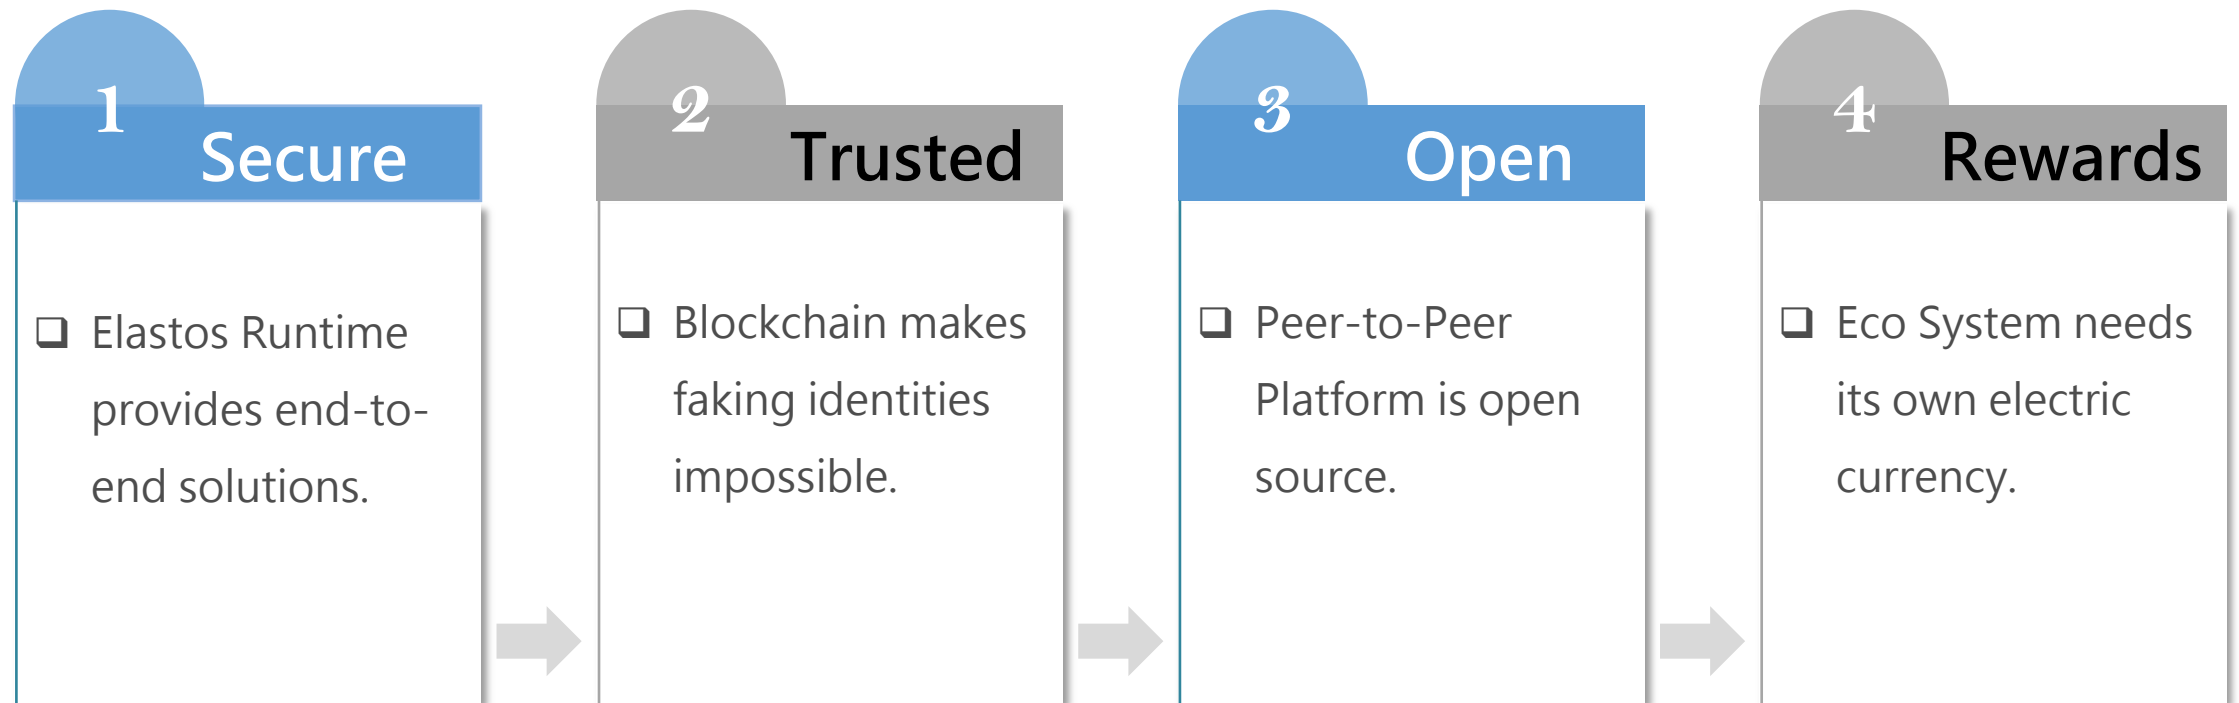 1
Secure
❑ Elastos Runtime
provides end-to-
end solutions.
2
Trusted
❑ Blockchain makes
faking identities
impossible.
3
Open
❑ Peer-to-Peer
Platform is open
source.
4
Rewards
❑ Eco System needs
its own electric
currency.